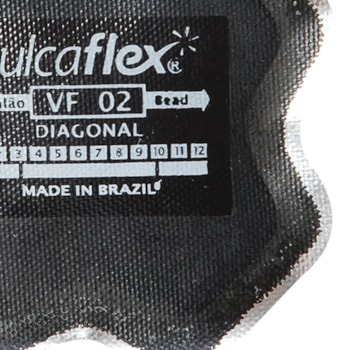 ulcaflex®
alão VF 02 Bead
DIAGONAL
2 3 4 5 6 7 8 9 10 11 12
MADE IN BRAZIL